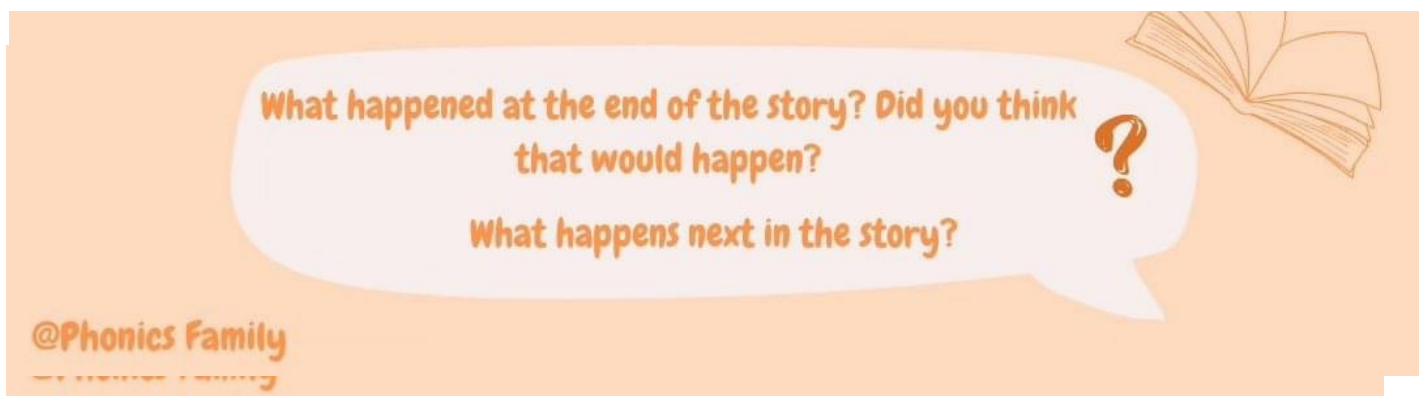 What happened at the end of the story? Did you think
that would happen?
?
What happens next in the story?
@Phonics Family